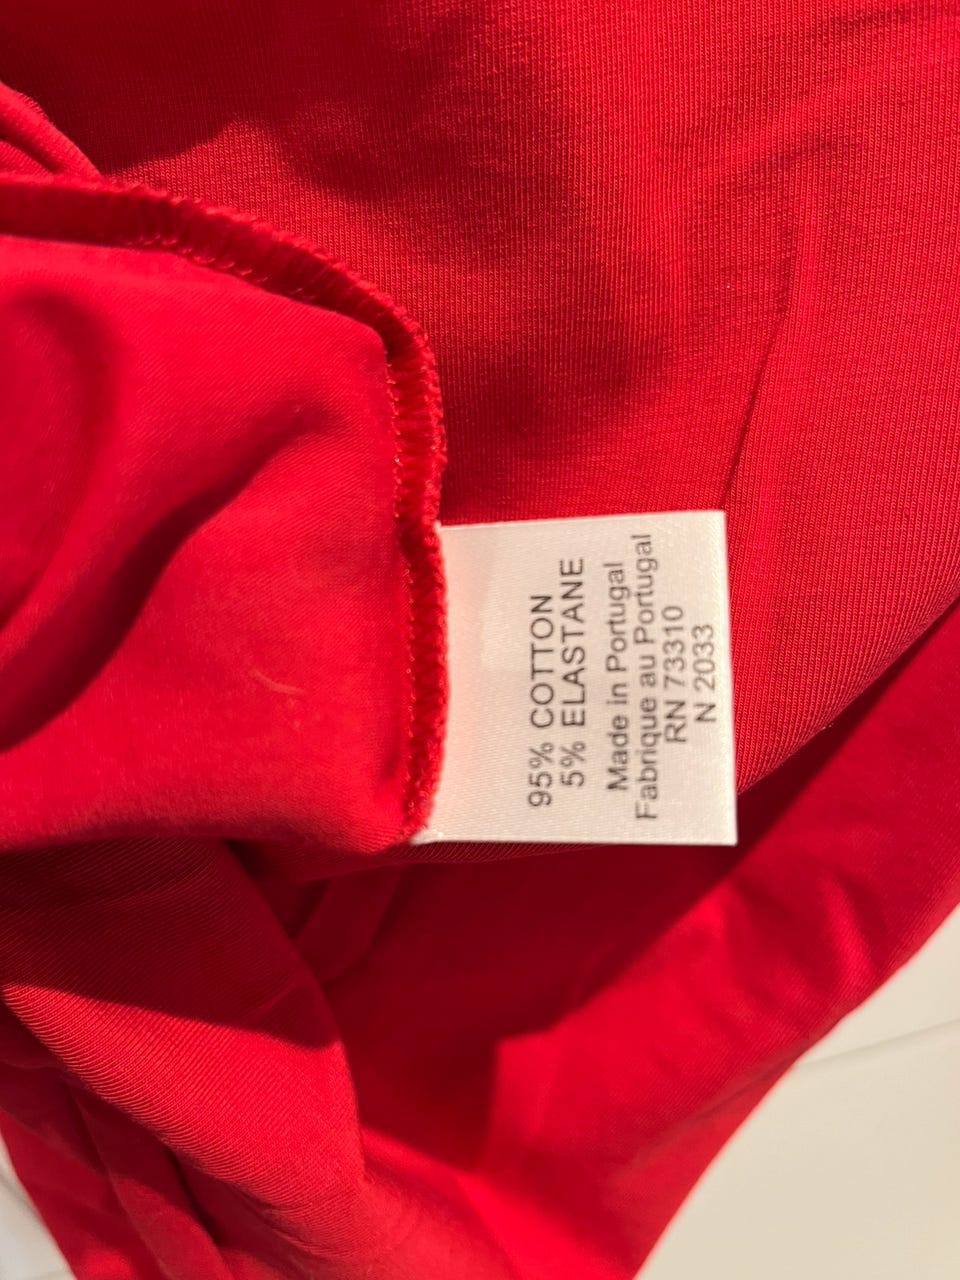 95% COTTON
5% ELASTANE
Made in Portugal
Fabrique au Portugal
RN 73310
N 2033